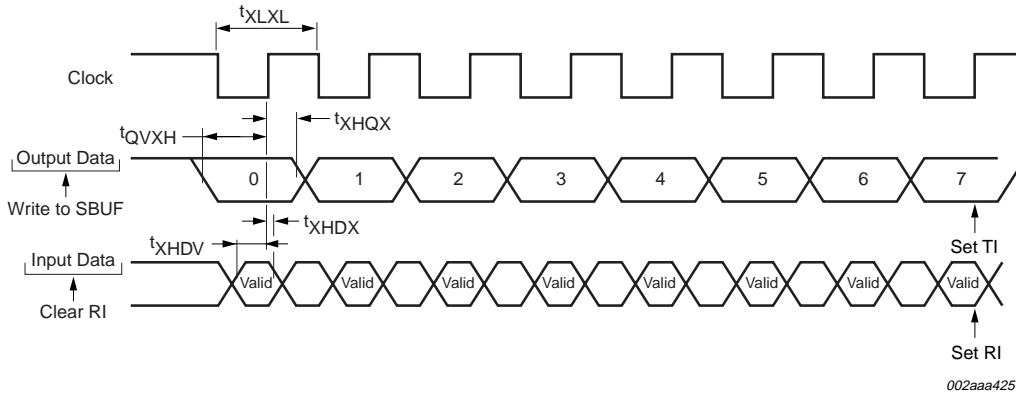 tXLXL
Clock
tQVXH
tXHQX
Output Data
0 1 2 3 4 5 6 7
Write to SBUF
tXHDX
Set TI
tXHDV
Input Data
Valid Valid Valid Valid Valid Valid Valid Valid
Clear RI
Set RI
002aaa425